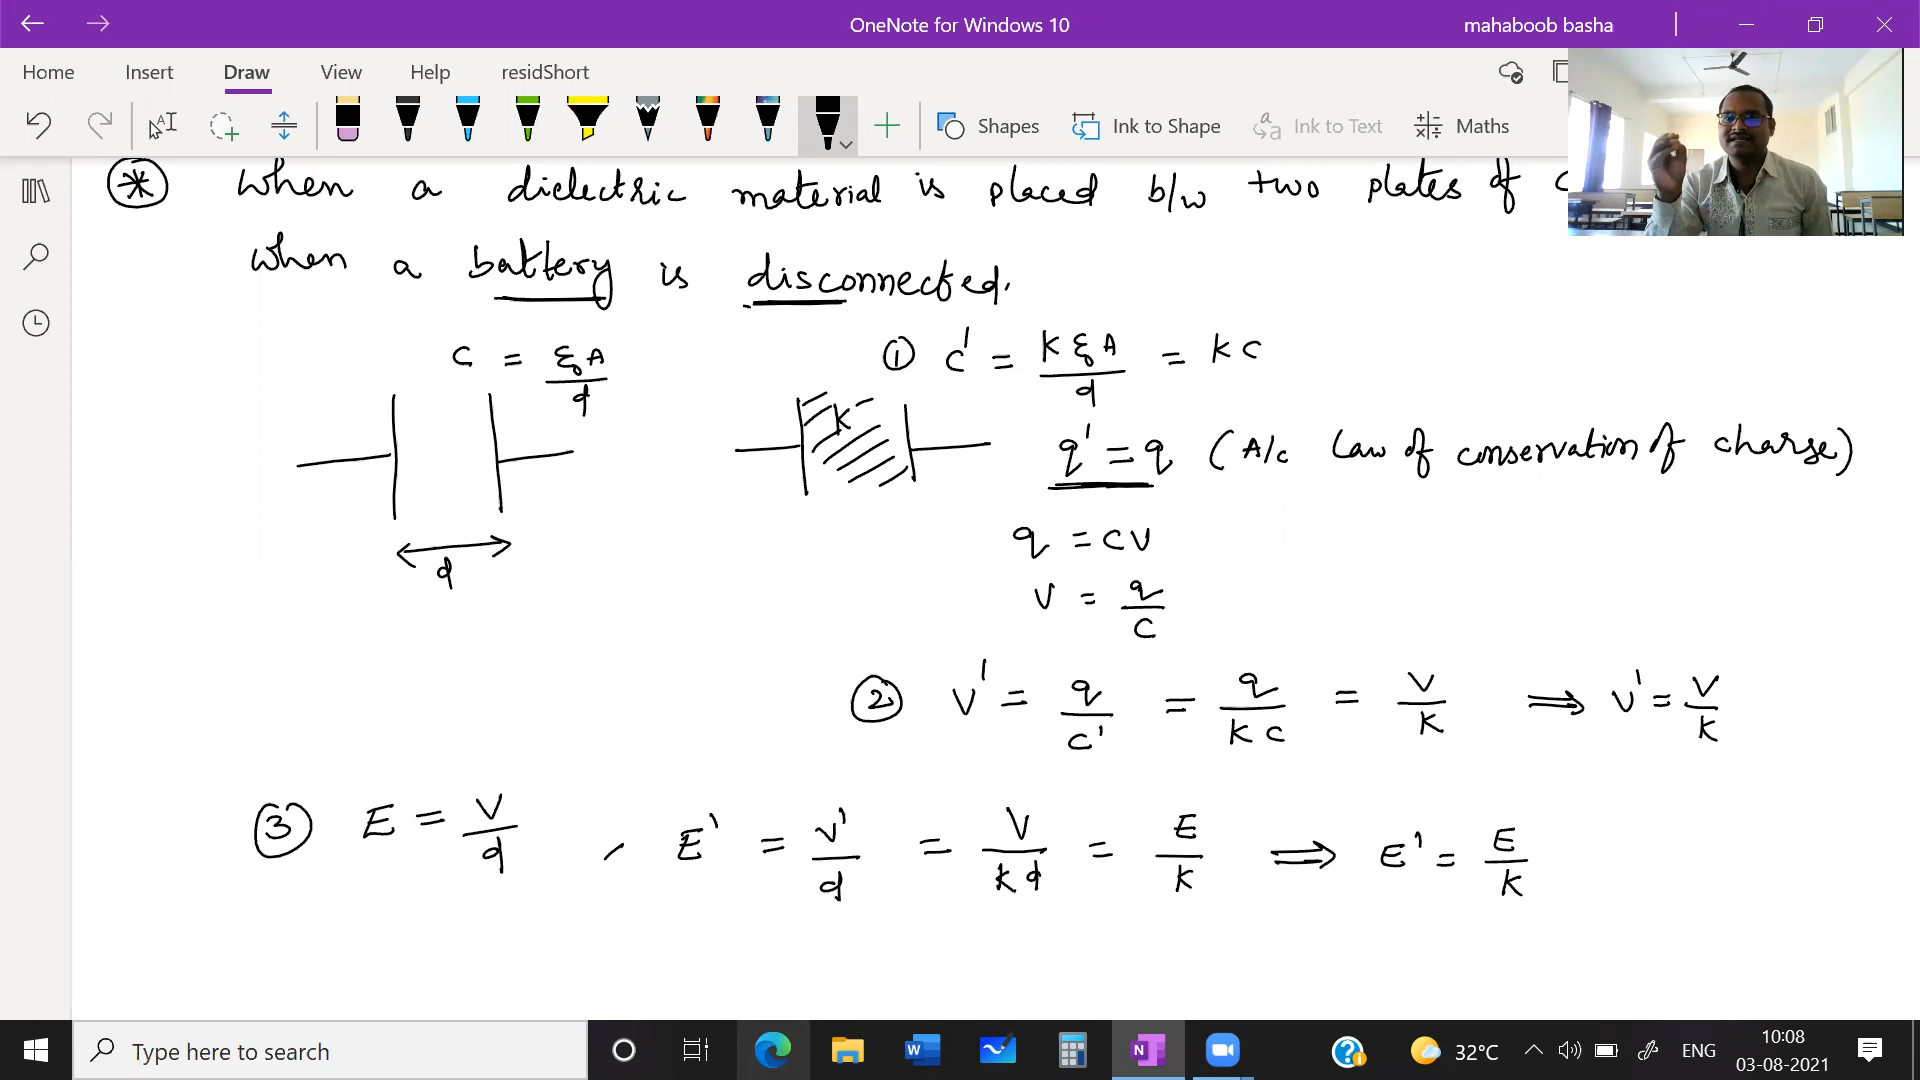 OneNote for Windows 10
mahaboob basha
Home Insert Draw View Help residShort
Shapes Ink to Shape Ink to Text Maths
* When a dielectric material is placed b/w two plates of
when a battery is disconnected.
C = ε₀A/d
① C' = Kε₀A/d = KC
K
q' = q (A/c Law of conservation of charge)
d
q = CV
V = q/C
② V' = q/C' = q/KC = V/K ⟹ V' = V/K
③ E = V/d , E' = V'/d = V/Kd = E/K ⟹ E' = E/K
Type here to search
32°C
ENG
10:08
03-08-2021